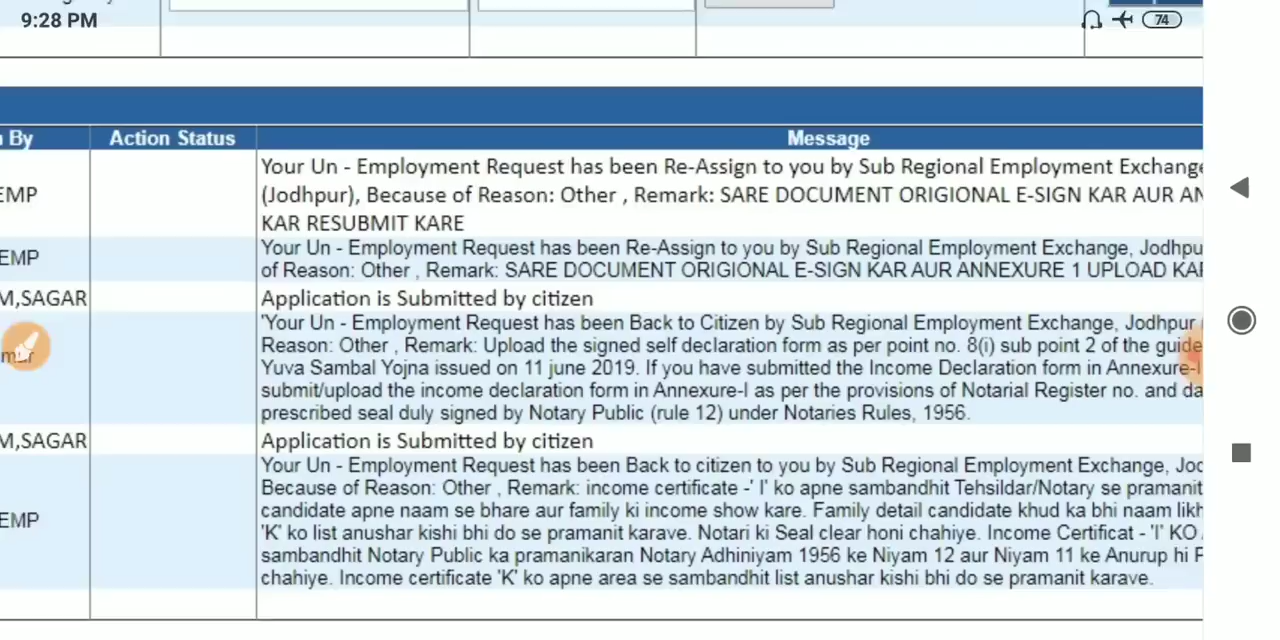 9:28 PM
74
By
Action Status
Message
Your Un - Employment Request has been Re-Assign to you by Sub Regional Employment Exchange
(Jodhpur), Because of Reason: Other , Remark: SARE DOCUMENT ORIGIONAL E-SIGN KAR AUR
EMP
KAR RESUBMIT KARE
Your Un - Employment Request has been Re-Assign to you by Sub Regional Employment Exchange, Jodhpu
EMP
of Reason: Other , Remark: SARE DOCUMENT ORIGIONAL E-SIGN KAR AUR ANNEXURE 1 UPLOAD
M,SAGAR
Application is Submitted by citizen
'Your Un - Employment Request has been Back to Citizen by Sub Regional Employment Exchange, Jodhpur
Reason: Other , Remark: Upload the signed self declaration form as per point no. 8(i) sub point 2 of the guide
Yuva Sambal Yojna issued on 11 june 2019. If you have submitted the Income Declaration form in Annexure-I
submit/upload the income declaration form in Annexure-I as per the provisions of Notarial Register no. and da
prescribed seal duly signed by Notary Public (rule 12) under Notaries Rules, 1956.
M,SAGAR
Application is Submitted by citizen
Your Un - Employment Request has been Back to citizen to you by Sub Regional Employment Exchange, Joc
Because of Reason: Other , Remark: income certificate -' I' ko apne sambandhit Tehsildar/Notary se pramanit
candidate apne naam se bhare aur family ki income show kare. Family detail candidate khud ka bhi naam likh
EMP
'K' ko list anushar kishi bhi do se pramanit karave. Notari ki Seal clear honi chahiye. Income Certificat - 'I' KO
sambandhit Notary Public ka pramanikaran Notary Adhiniyam 1956 ke Niyam 12 aur Niyam 11 ke Anurup hi
chahiye. Income certificate 'K' ko apne area se sambandhit list anushar kishi bhi do se pramanit karave.